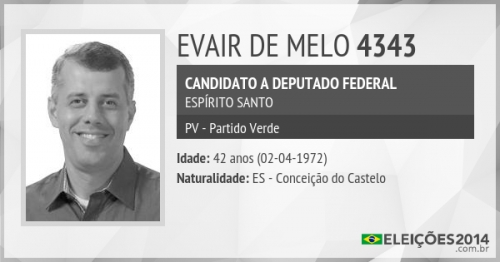 EVAIR DE MELO 4343
CANDIDATO A DEPUTADO FEDERAL
ESPÍRITO SANTO
PV - Partido Verde
Idade: 42 anos (02-04-1972)
Naturalidade: ES - Conceição do Castelo
ELEIÇÕES2014
.com.br